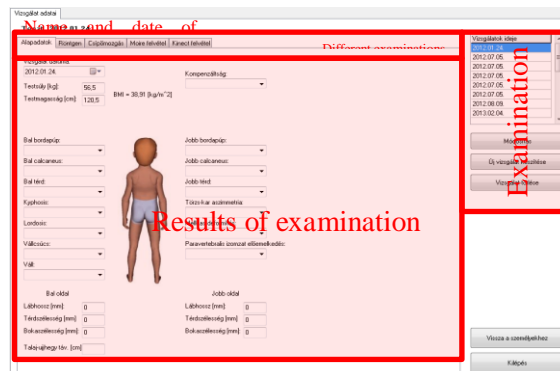 Vizsgálat adatai
Name and date of
2012.01.24
Alapadatok Röntgen Csípőmozgás Moire felvétel Kinect felvétel
Different examinations
Vizsgálat dátuma:
2012.01.24.
Kompenzáltság:
Testsúly [kg]: 56,5
BMI = 38,91 [kg/m^2]
Testmagasság [cm]: 120,5
Bal bordapúp:
Jobb bordapúp:
Bal calcaneus:
Jobb calcaneus:
Bal térd:
Jobb térd:
Kyphosis:
Törzs-kar aszimmetria:
Lordosis:
Results of examination
Vállcsúcs:
Paravertebralis izomzat előemelkedés:
Váll:
Bal oldal
Jobb oldal
Lábhossz [mm]: 0
Lábhossz [mm]: 0
Térdszélesség [mm]: 0
Térdszélesség [mm]: 0
Bokaszélesség [mm]: 0
Bokaszélesség [mm]: 0
Talaj-ujjhegy táv. [cm]
Vizsgálatok ideje
2012.01.24.
2012.07.05.
2012.07.05.
2012.07.05.
2012.07.05.
2012.07.05.
2012.08.09.
2013.02.04.
Examination
Új vizsgálat
Vissza a személyekhez
Kilépés